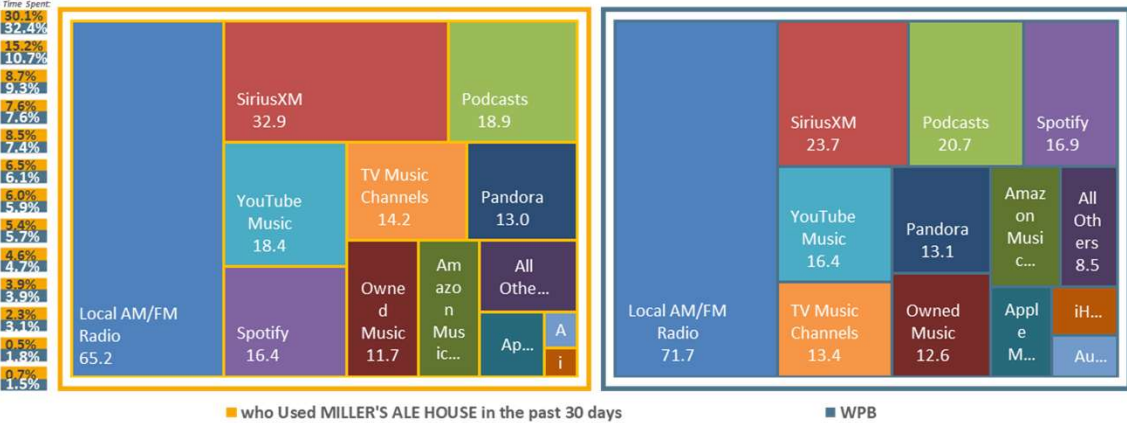 Time Spent:
30.1%
32.4%
15.2%
10.7%
8.7%
9.3%
7.6%
7.6%
8.5%
7.4%
6.5%
6.1%
6.0%
5.9%
5.4%
5.7%
4.6%
4.7%
3.9%
3.9%
2.3%
3.1%
0.5%
1.8%
0.7%
1.5%
Local AM/FM
Radio
65.2
SiriusXM
32.9
Podcasts
18.9
YouTube
Music
18.4
TV Music
Channels
14.2
Pandora
13.0
Spotify
16.4
Owne
d
Music
11.7
Am
azo
n
Mus
ic...
All
Othe...
Ap...
A
i
Local AM/FM
Radio
71.7
SiriusXM
23.7
Podcasts
20.7
Spotify
16.9
YouTube
Music
16.4
Pandora
13.1
Amaz
on
Musi
c...
All
Oth
ers
8.5
TV Music
Channels
13.4
Owned
Music
12.6
Appl
e
M...
iH...
Au...
who Used MILLER'S ALE HOUSE in the past 30 days
WPB